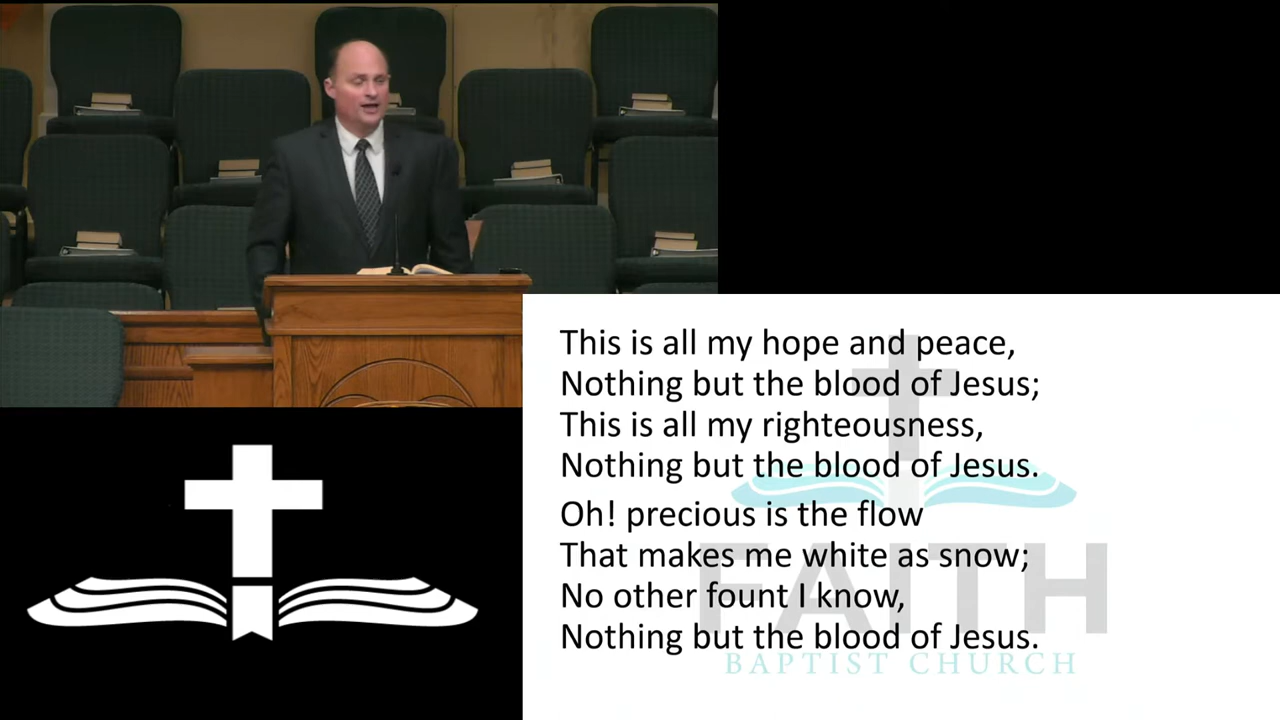 This is all my hope and peace,
Nothing but the blood of Jesus;
This is all my righteousness,
Nothing but the blood of Jesus.
Oh! precious is the flow
That makes me white as snow;
No other fount I know,
Nothing but the blood of Jesus.
FAITH
BAPTIST CHURCH